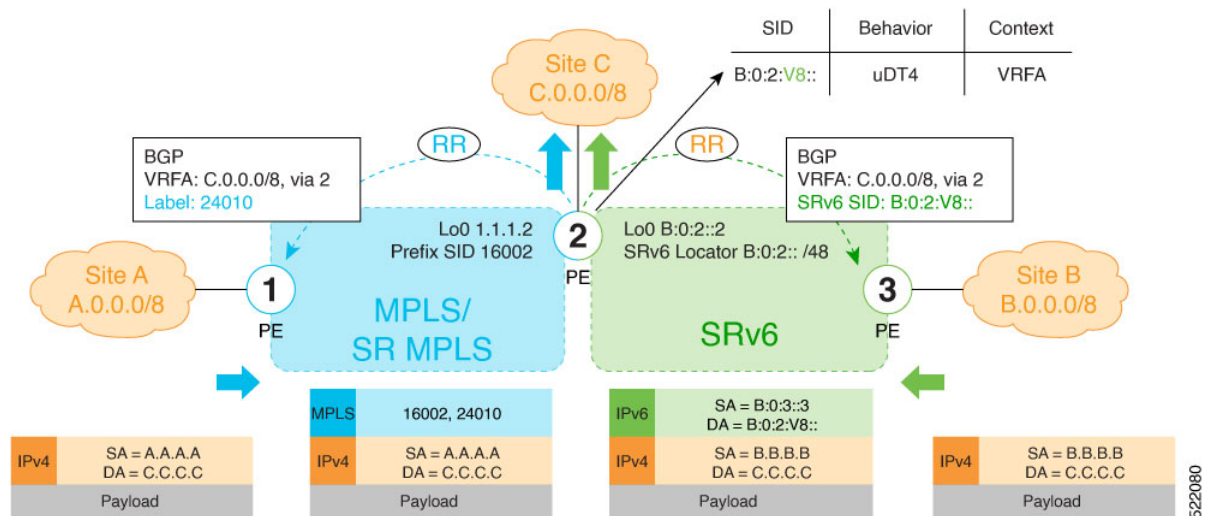 SID Behavior Context
B:0:2:V8:: uDT4 VRFA
Site C
C.0.0.0/8
RR
RR
BGP
VRFA: C.0.0.0/8, via 2
Label: 24010
BGP
VRFA: C.0.0.0/8, via 2
SRv6 SID: B:0:2:V8::
Lo0 1.1.1.2
Prefix SID 16002
2
PE
Lo0 B:0:2::2
SRv6 Locator B:0:2:: /48
Site A
A.0.0.0/8
1
PE
MPLS/
SR MPLS
SRv6
3
PE
Site B
B.0.0.0/8
IPv4
SA = A.A.A.A
DA = C.C.C.C
Payload
MPLS
16002, 24010
IPv4
SA = A.A.A.A
DA = C.C.C.C
Payload
IPv6
SA = B:0:3::3
DA = B:0:2:V8::
IPv4
SA = B.B.B.B
DA = C.C.C.C
Payload
IPv4
SA = B.B.B.B
DA = C.C.C.C
Payload
522080